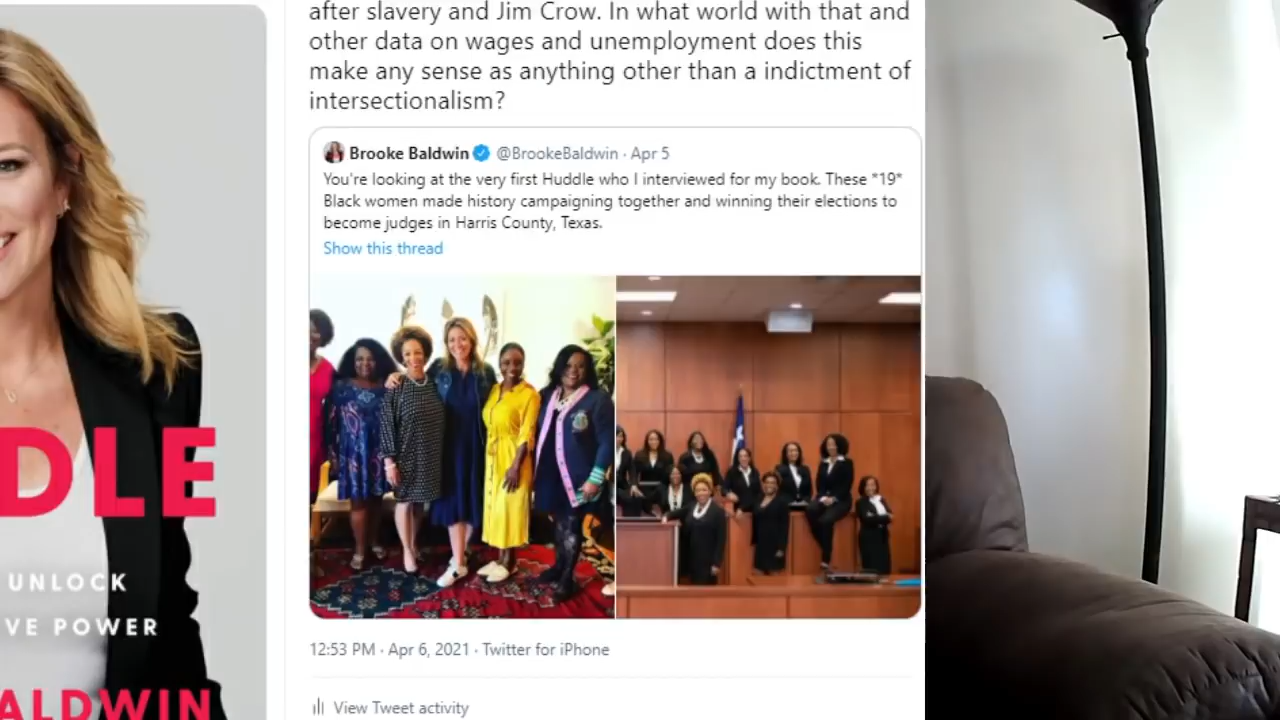 DLE
UNLOCK
VE POWER
ALDWIN
after slavery and Jim Crow. In what world with that and
other data on wages and unemployment does this
make any sense as anything other than a indictment of
intersectionalism?
Brooke Baldwin @BrookeBaldwin · Apr 5
You're looking at the very first Huddle who I interviewed for my book. These *19*
Black women made history campaigning together and winning their elections to
become judges in Harris County, Texas.
Show this thread
12:53 PM · Apr 6, 2021 · Twitter for iPhone
View Tweet activity